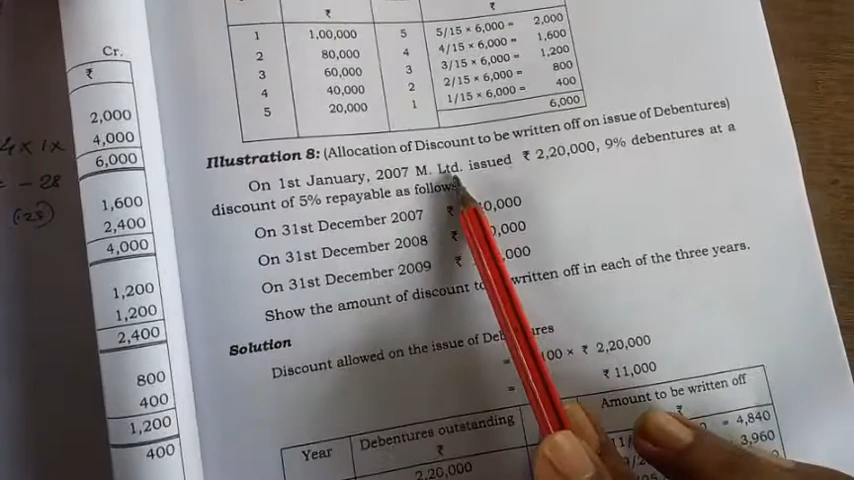 Cr.
₹
2,000
4,000
6,000
1,600
2,400
4,000
1,200
1,200
2,400
800
400
1,200
400
4 x 1 x
= - 28
(28)
₹ ₹
1 1,00,000 5 5/15 × 6,000 = 2,000
2 80,000 4 4/15 × 6,000 = 1,600
3 60,000 3 3/15 × 6,000 = 1,200
4 40,000 2 2/15 × 6,000 = 800
5 20,000 1 1/15 × 6,000 = 400
6,000
Illustration 8: (Allocation of Discount to be written off on issue of Debentures)
On 1st January, 2007 M. Ltd. issued ₹ 2,20,000, 9% debentures at a
discount of 5% repayable as follows
On 31st December 2007 ₹
On 31st December 2008 ₹
On 31st December 2009 ₹
Show the amount of discount written off in each of the three years.
Solution
Discount allowed on the issue of
= 100 × ₹ 2,20,000
= ₹ 11,000
Year Debentures outstanding Amount to be written off
₹ ₹
2,20,000 = 4,840
3,960